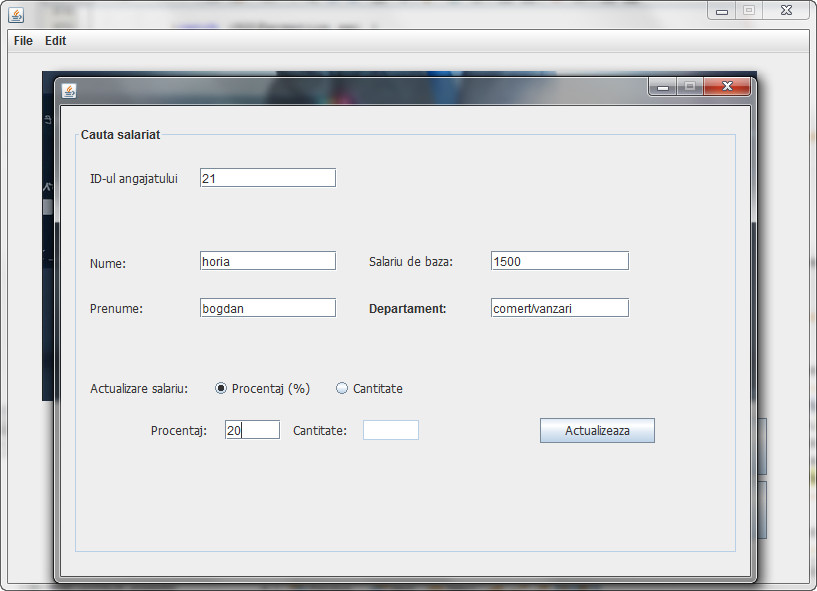 File Edit
Cauta salariat
ID-ul angajatului 21
Nume: horia Salariu de baza: 1500
Prenume: bogdan Departament: comert/vanzari
Actualizare salariu: Procentaj (%) Cantitate
Procentaj: 20 Cantitate: Actualizeaza